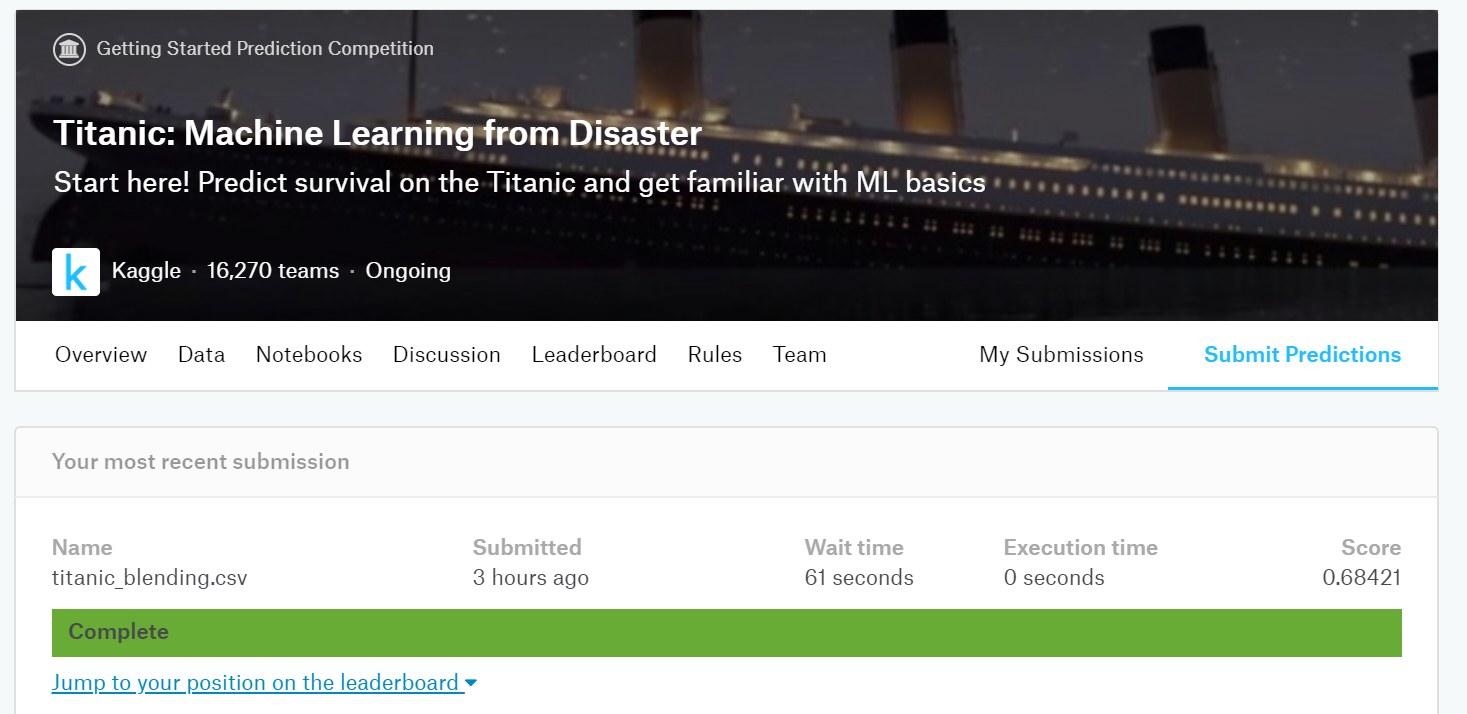 Getting Started Prediction Competition
Titanic: Machine Learning from Disaster
Start here! Predict survival on the Titanic and get familiar with ML basics
k Kaggle · 16,270 teams · Ongoing
Overview Data Notebooks Discussion Leaderboard Rules Team My Submissions Submit Predictions
Your most recent submission
Name Submitted Wait time Execution time Score
titanic_blending.csv 3 hours ago 61 seconds 0 seconds 0.68421
Complete
Jump to your position on the leaderboard